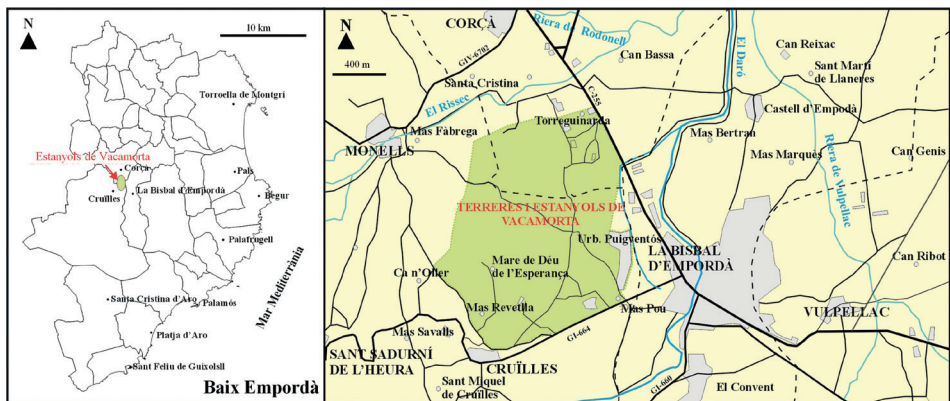 N
10 km
Torroella de Montgrí
Estanyols de Vacamorta
Corçà
Pals
La Bisbal d'Empordà
Cruïlles
Begur
Palafrugell
Mar Mediterrània
Santa Cristina d'Aro
Palamós
Platja d'Aro
Sant Feliu de Guixolsll
Baix Empordà
N
400 m
CORÇÀ
Riera de Rodonell
GIV-6702
Can Bassa
El Daró
Can Reixac
Sant Martí
de Llaneres
Santa Cristina
C-255
El Rissec
Castell d'Empodà
Torreguinarda
Mas Fàbrega
Mas Bertran
MONELLS
Mas Marquès
Can Genis
Riera de Vulpellac
TERRERES I ESTANYOLS DE
VACAMORTA
Urb. Puigventós
LA BISBAL
D'EMPORDÀ
Mare de Déu
de l'Esperança
Ca n'Oller
Can Ribot
Mas Revetlla
Mas Pou
VULPELLAC
Mas Savalls
GI-664
SANT SADURNÍ
DE L'HEURA
CRUÏLLES
Sant Miquel
de Cruïlles
GI-660
El Convent